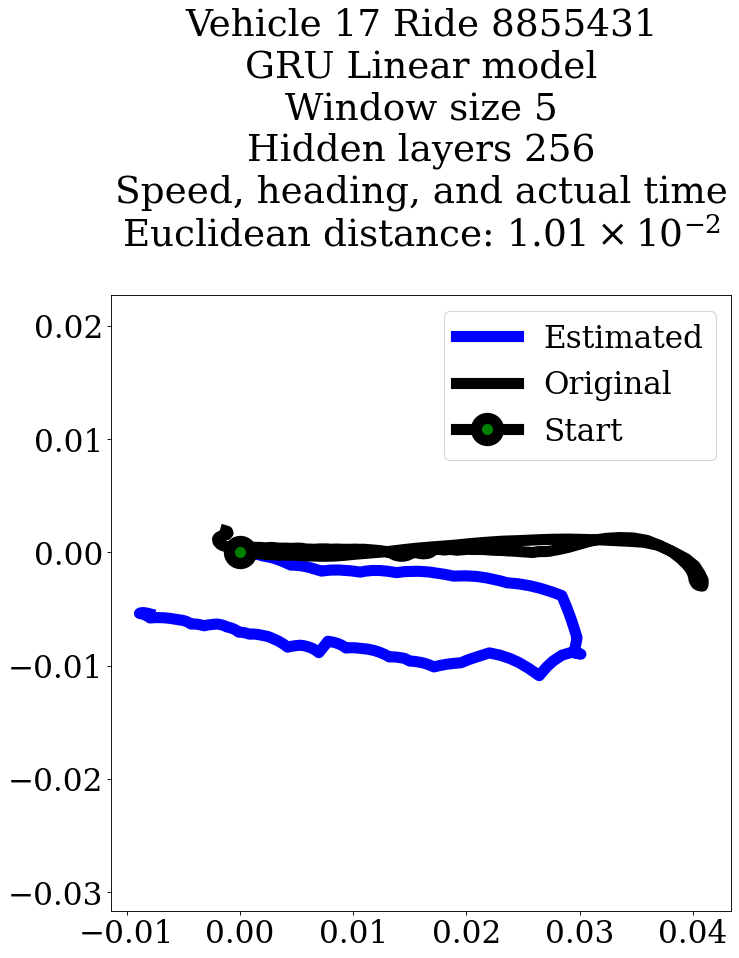 Vehicle 17 Ride 8855431
GRU Linear model
Window size 5
Hidden layers 256
Speed, heading, and actual time
Euclidean distance: 1.01 × 10⁻²
Estimated
Original
Start
0.02
0.01
0.00
−0.01
−0.02
−0.03
−0.01 0.00 0.01 0.02 0.03 0.04